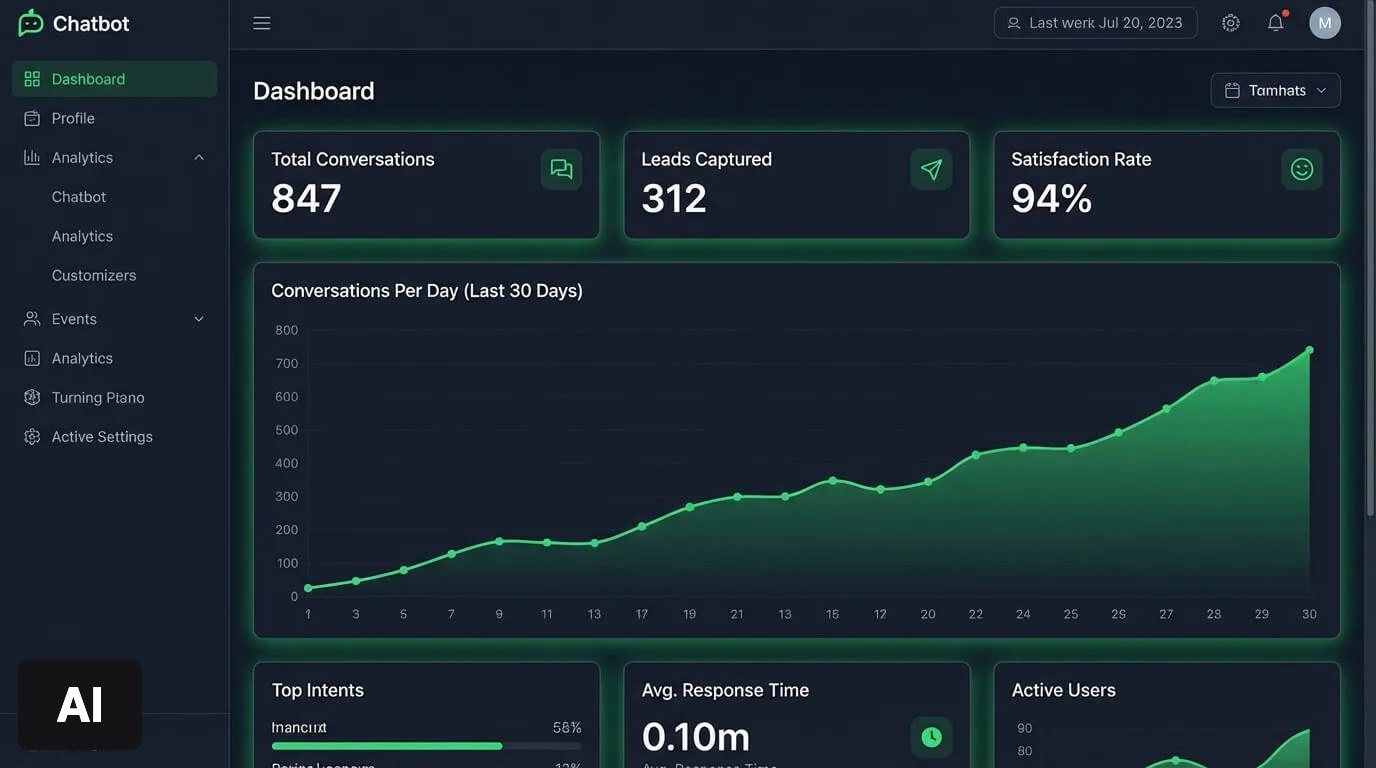 Chatbot
Last werk Jul 20, 2023
M
Dashboard
Profile
Analytics
Chatbot
Analytics
Customizers
Events
Analytics
Turning Plano
Active Settings
AI
Dashboard
Tamhats
Total Conversations
847
Leads Captured
312
Satisfaction Rate
94%
Conversations Per Day (Last 30 Days)
800
700
600
500
400
300
200
100
0
1 3 5 7 9 11 13 17 19 21 13 15 12 20 22 24 25 25 27 28 29 30
Top Intents
58%
Avg. Response Time
0.10m
Active Users
90
80